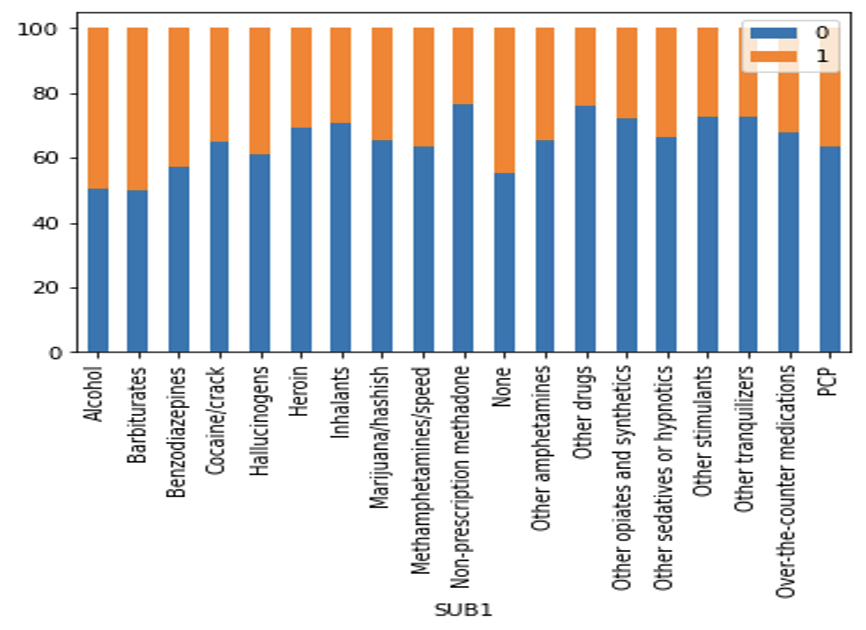 100
80
60
40
20
0
0
1
Alcohol
Barbiturates
Benzodiazepines
Cocaine/crack
Hallucinogens
Heroin
Inhalants
Marijuana/hashish
Methamphetamines/speed
Non-prescription methadone
None
Other amphetamines
Other drugs
Other opiates and synthetics
Other sedatives or hypnotics
Other stimulants
Other tranquilizers
Over-the-counter medications
PCP
SUB1